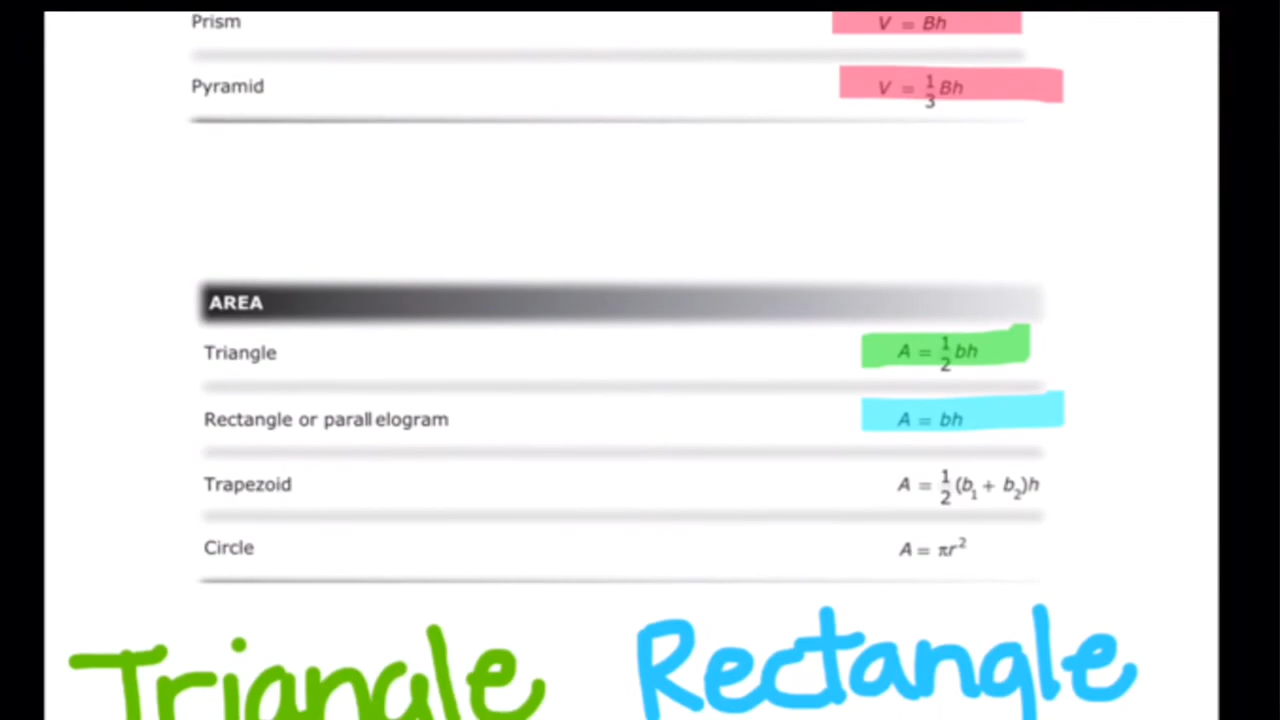 Prism V = Bh
Pyramid V = 1/3 Bh
AREA
Triangle A = 1/2 bh
Rectangle or parallelogram A = bh
Trapezoid A = 1/2 (b₁ + b₂)h
Circle A = πr²
Triangle Rectangle